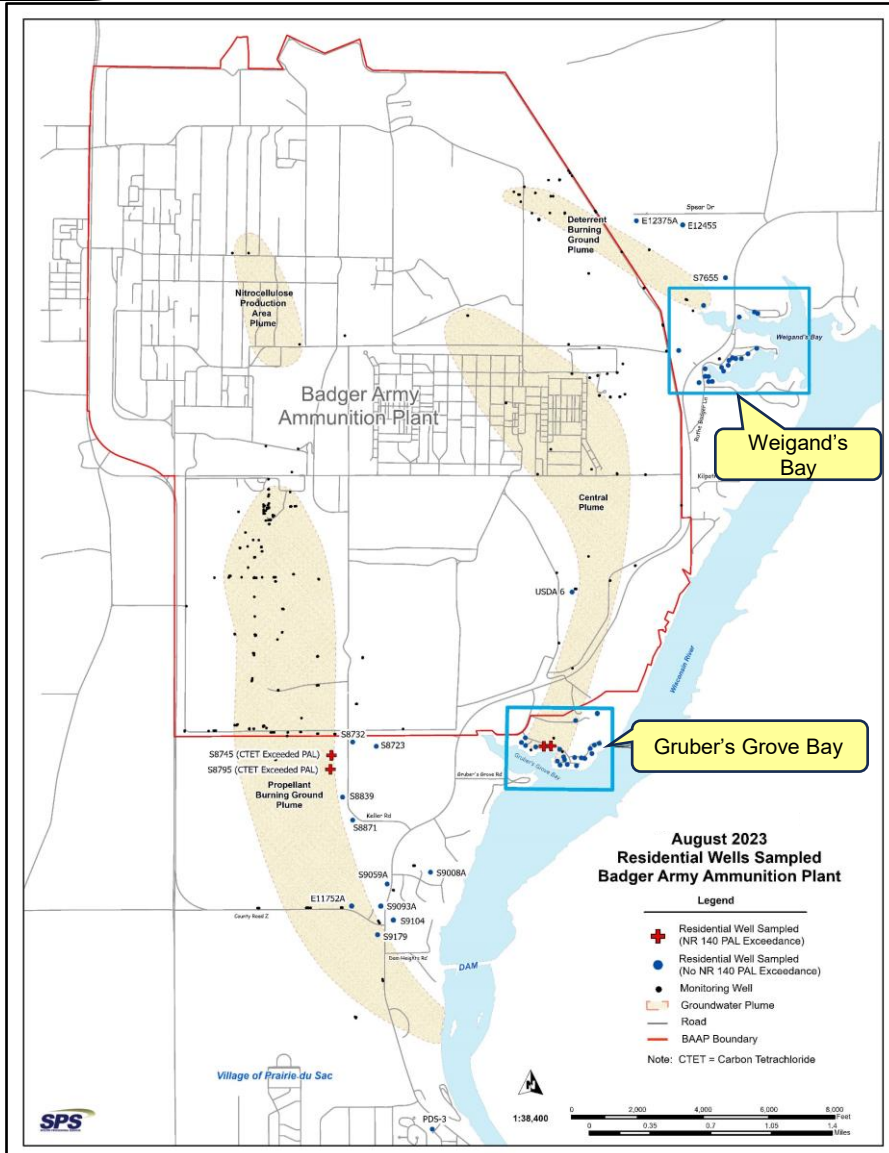 Spear Dr
E12375A
E12455
Deterrent
Burning
Ground
Plume
S7655
Nitrocellulose
Production
Area
Plume
Weigand's Bay
Badger Army
Ammunition Plant
Weigand's
Bay
Central
Plume
USDA 6
Wisconsin River
S8732
S8723
S8745 (CTET Exceeded PAL)
S8795 (CTET Exceeded PAL)
Gruber's Grove Bay
Gruber's Grove Bay
Gruber's Grove Rd
Propellant
Burning Ground
Plume
S8839
Keller Rd
S8871
S9059A
S9008A
E11752A
S9093A
County Road Z
S9104
S9179
Dam Heights Rd
DAM
August 2023
Residential Wells Sampled
Badger Army Ammunition Plant
Legend
Residential Well Sampled
(NR 140 PAL Exceedance)
Residential Well Sampled
(No NR 140 PAL Exceedance)
Monitoring Well
Groundwater Plume
Road
BAAP Boundary
Note: CTET = Carbon Tetrachloride
Village of Prairie du Sac
PDS-3
SPS
N
1:38,400
0 2,000 4,000 6,000 8,000
Feet
0 0.35 0.7 1.05 1.4
Miles